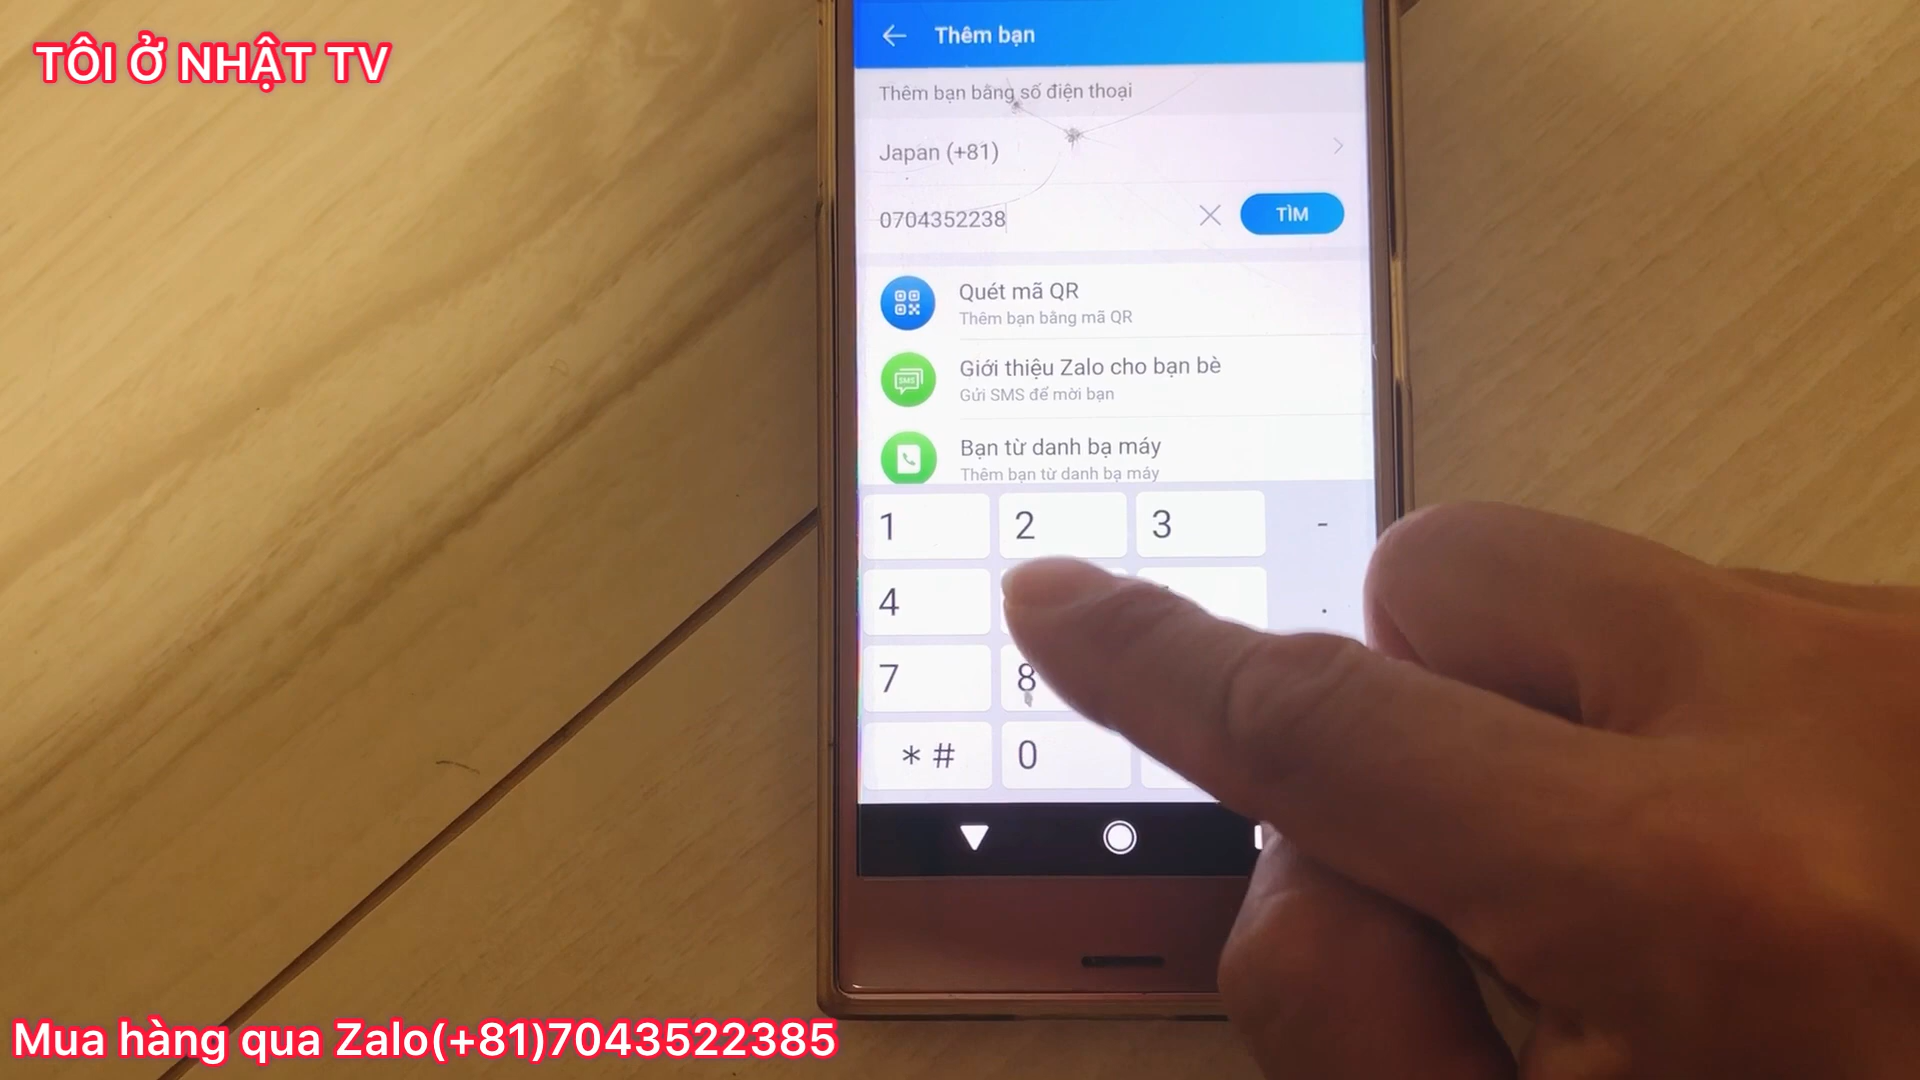 TÔI Ở NHẬT TV
Thêm bạn
Thêm bạn bằng số điện thoại
Japan (+81)
0704352238
TÌM
Quét mã QR
Thêm bạn bằng mã QR
Giới thiệu Zalo cho bạn bè
SMS
Gửi SMS để mời bạn
Bạn từ danh bạ máy
Thêm bạn từ danh bạ máy
1 2 3 -
4 .
7 8
* # 0
Mua hàng qua Zalo(+81)7043522385